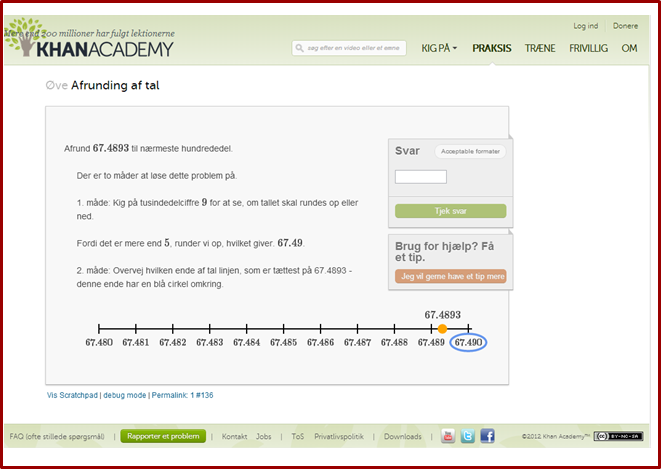 Mere end 200 millioner har fulgt lektionerne
Log ind Donere
KHANACADEMY
søg efter en video eller et emne
KIG PÅ PRAKSIS TRÆNE FRIVILLIG OM
Øve Afrunding af tal
Afrund 67.4893 til nærmeste hundrededel.
Der er to måder at løse dette problem på.
1. måde: Kig på tusindedelciffre 9 for at se, om tallet skal rundes op eller
ned.
Fordi det er mere end 5, runder vi op, hvilket giver. 67.49.
2. måde: Overvej hvilken ende af tal linjen, som er tættest på 67.4893 -
denne ende har en blå cirkel omkring.
67.4893
67.480 67.481 67.482 67.483 67.484 67.485 67.486 67.487 67.488 67.489 67.490
Svar
Acceptable formater
Tjek svar
Brug for hjælp? Få
et tip.
Jeg vil gerne have et tip mere
Vis Scratchpad | debug mode | Permalink: 1 #136
FAQ (ofte stillede spørgsmål) | Rapporter et problem | Kontakt Jobs | ToS Privatlivspolitik | Downloads | You Tube t f ©2012 Khan Academy™ cc BY-NC-SA